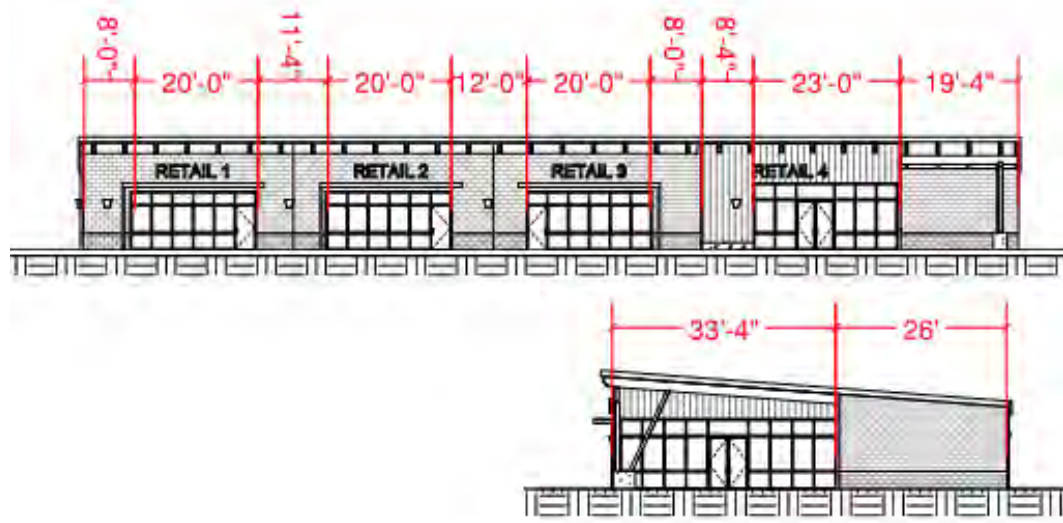 8'-0" 11'-4" 8'-0" 8'-4"
20'-0" 20'-0" 12'-0" 20'-0" 23'-0" 19'-4"
RETAIL 1 RETAIL 2 RETAIL 3 RETAIL 4
33'-4" 26'